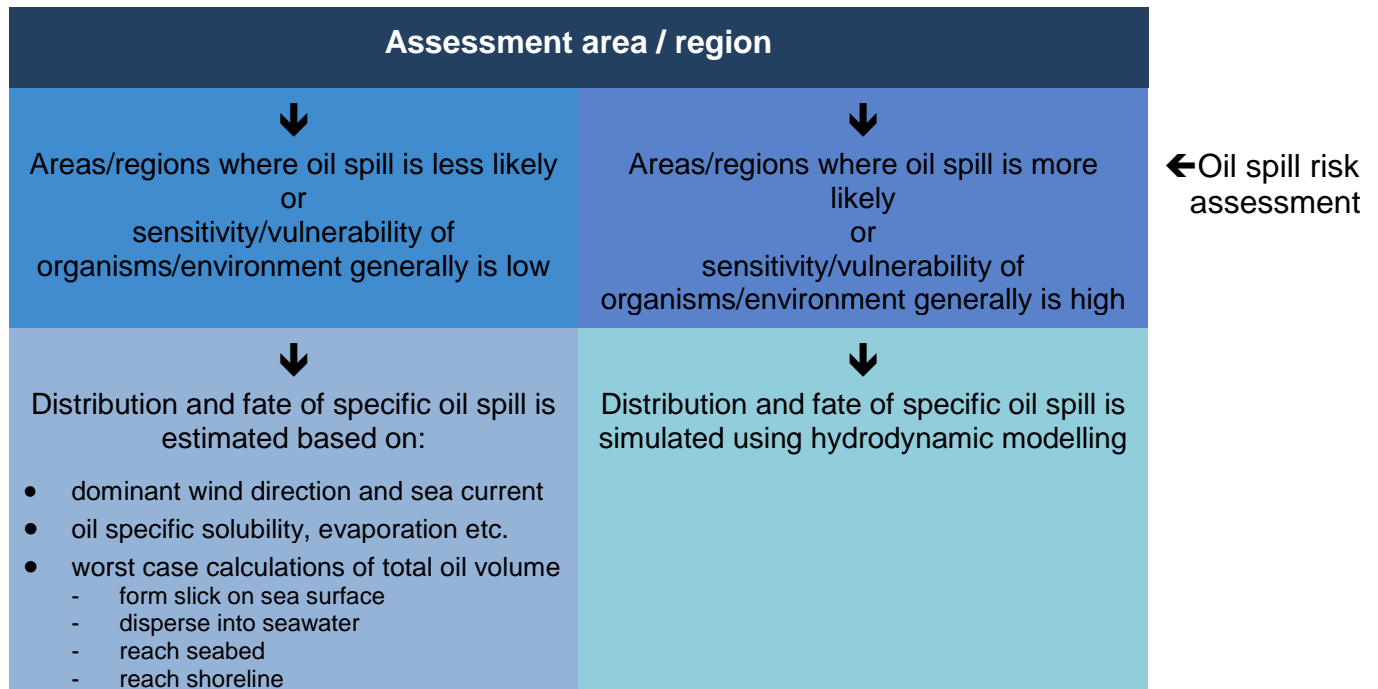 Assessment area / region
↓
Areas/regions where oil spill is less likely
or
sensitivity/vulnerability of
organisms/environment generally is low
↓
Areas/regions where oil spill is more
likely
or
sensitivity/vulnerability of
organisms/environment generally is high
←Oil spill risk
assessment
↓
Distribution and fate of specific oil spill is
estimated based on:
• dominant wind direction and sea current
• oil specific solubility, evaporation etc.
• worst case calculations of total oil volume
- form slick on sea surface
- disperse into seawater
- reach seabed
- reach shoreline
↓
Distribution and fate of specific oil spill is
simulated using hydrodynamic modelling